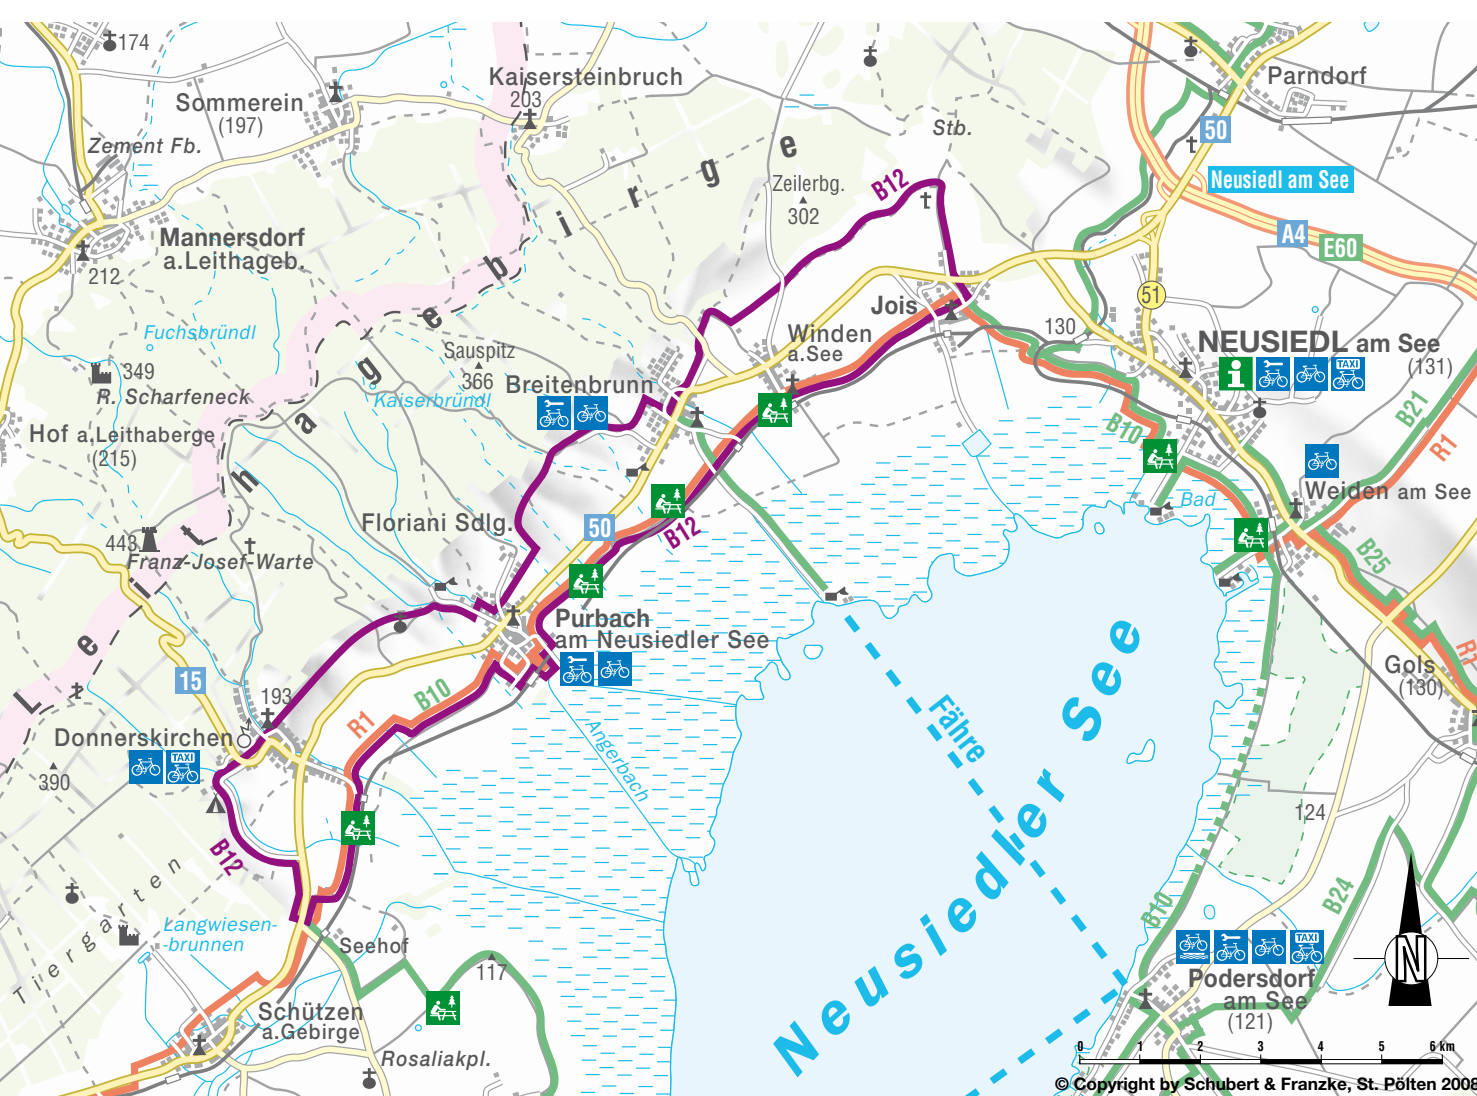 174
Kaisersteinbruch
203
Sommerein
(197)
Parndorf
Zement Fb.
50
Stb.
Neusiedl am See
Zeilerbg.
302
B12
A4
E60
Mannersdorf
a.Leithageb.
212
51
Jois
130
Fuchsbründl
Winden
a.See
NEUSIEDL am See
(131)
TAXI
Sauspitz
366
349
R. Scharfeneck
Kaiserbründl
Breitenbrunn
B21
R1
B10
Hof a.Leithaberge
(215)
Leithagebirge
Weiden am See
Bad
Floriani Sdlg.
50
B12
443
Franz-Josef-Warte
B25
Purbach
am Neusiedler See
R1
Gols
(130)
15
193
B10
R1
Donnerskirchen
TAXI
390
Angerbach
Fähre
Neusiedler See
124
B12
Tiergarten
B24
B10
Langwiesen-
-brunnen
Seehof
117
TAXI
Podersdorf
am See
(121)
N
Schützen
a.Gebirge
Rosaliakpl.
0 1 2 3 4 5 6 km
© Copyright by Schubert & Franzke, St. Pölten 2008